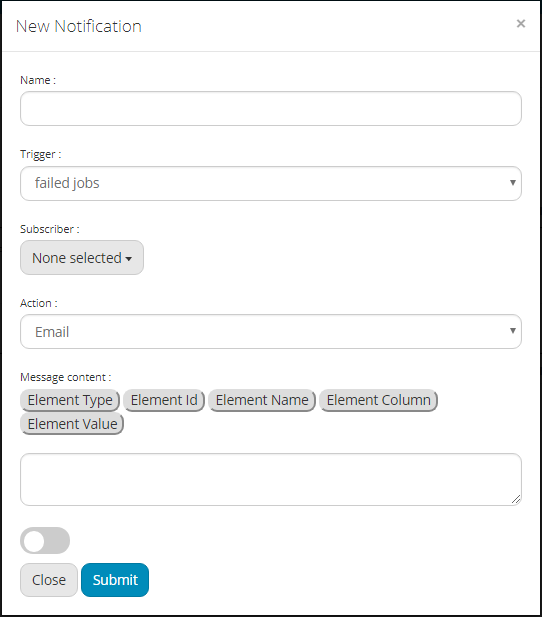 New Notification ×
Name :
Trigger :
failed jobs
Subscriber :
None selected
Action :
Email
Message content :
Element Type Element Id Element Name Element Column
Element Value
Close Submit